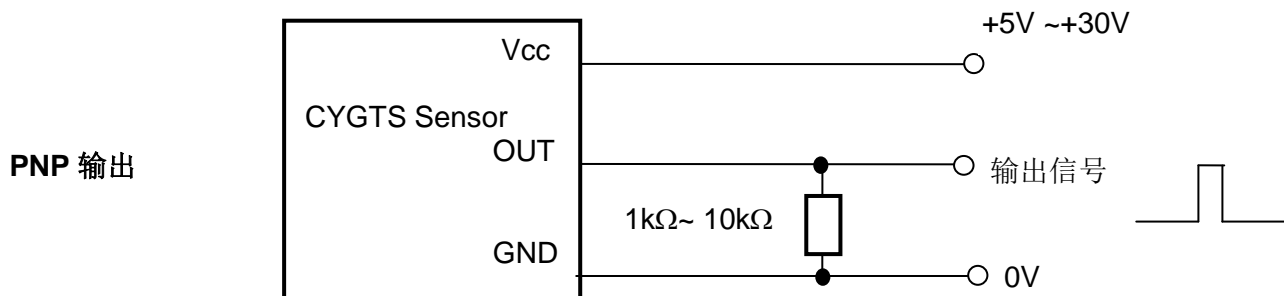 +5V ~+30V
Vcc
CYGTS Sensor
OUT
PNP 输出
输出信号
1kΩ~ 10kΩ
GND
0V